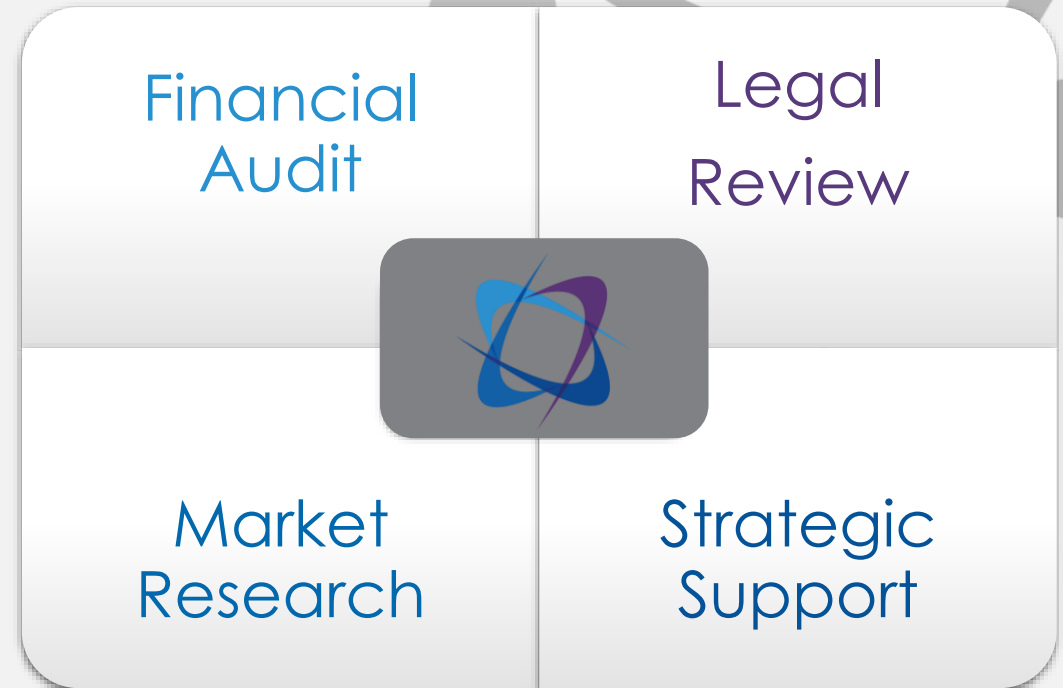 Financial
Audit
Legal
Review
Market
Research
Strategic
Support